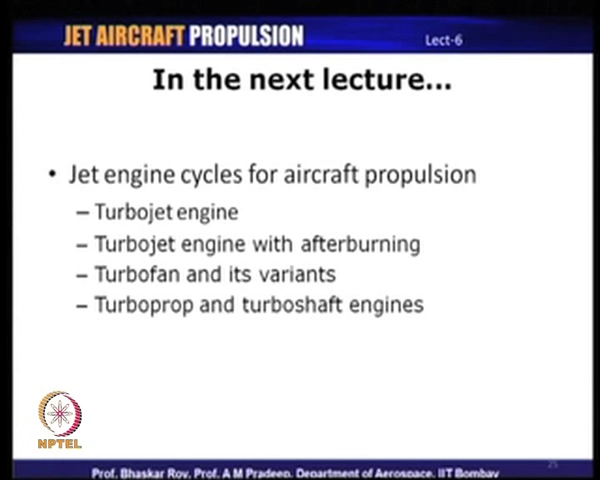 JET AIRCRAFT PROPULSION
Lect-6
In the next lecture...
• Jet engine cycles for aircraft propulsion
– Turbojet engine
– Turbojet engine with afterburning
– Turbofan and its variants
– Turboprop and turboshaft engines
NPTEL
25
Prof. Bhaskar Roy, Prof. A M Pradeep, Department of Aerospace, IIT Bombay